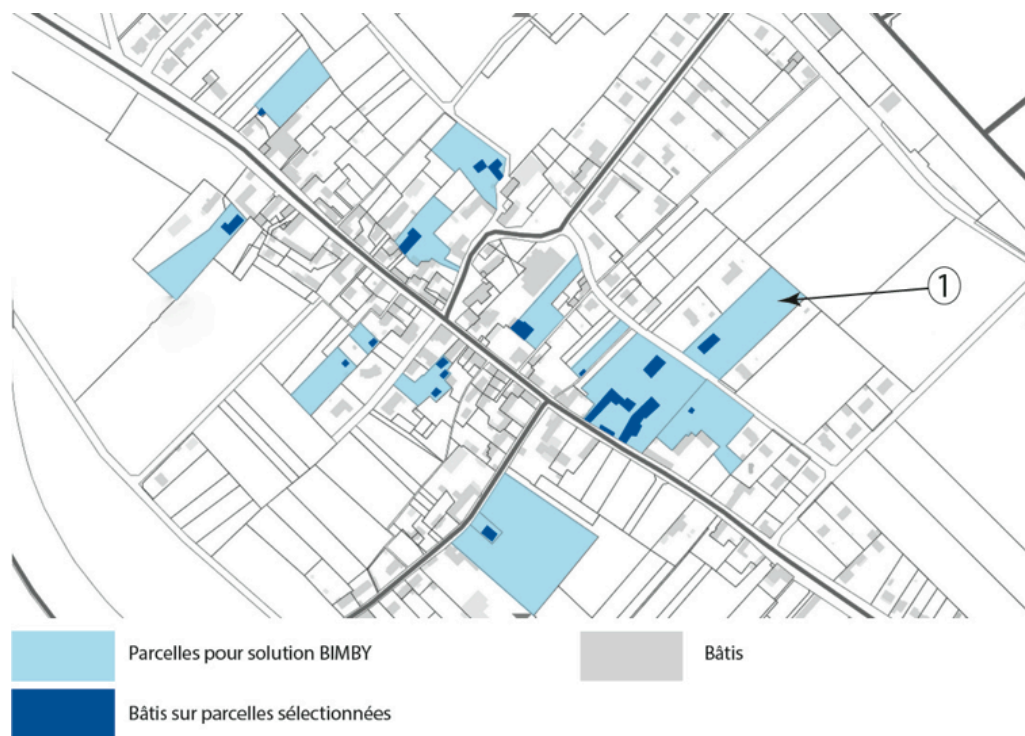 1
Parcelles pour solution BIMBY
Bâtis
Bâtis sur parcelles sélectionnées